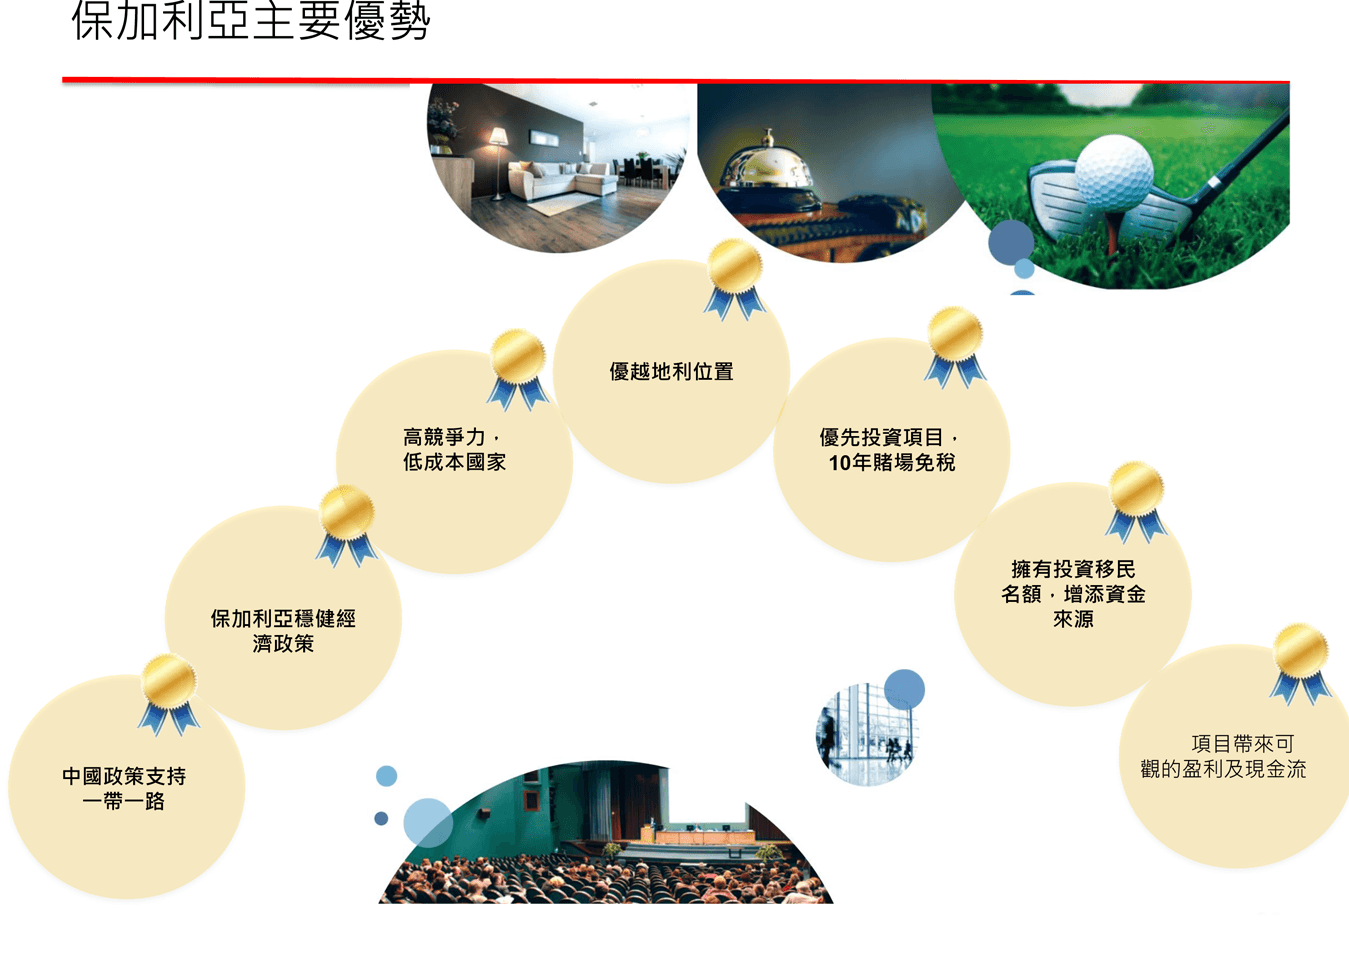 保加利亞主要優勢
中國政策支持
一帶一路
保加利亞穩健經
濟政策
高競爭力，
低成本國家
優越地利位置
優先投資項目，
10年賭場免稅
擁有投資移民
名額，增添資金
來源
項目帶來可
觀的盈利及現金流